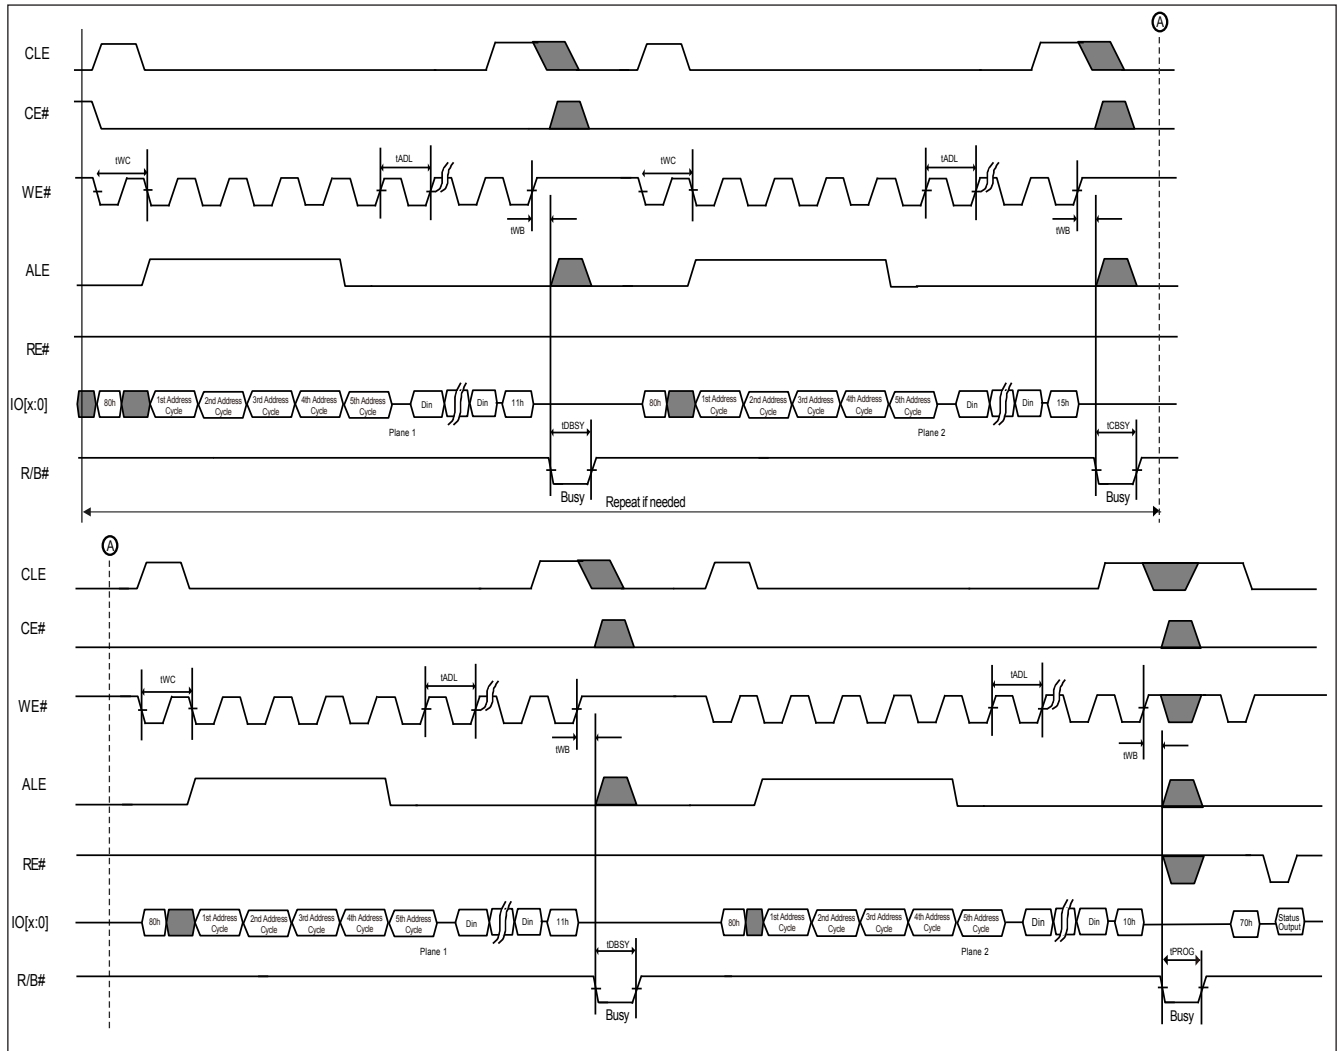 A
CLE
CE#
tWC
tADL
tWC
tADL
WE#
tWB
tWB
ALE
RE#
IO[x:0]
80h
1st Address Cycle
2nd Address Cycle
3rd Address Cycle
4th Address Cycle
5th Address Cycle
Din
Din
11h
80h
1st Address Cycle
2nd Address Cycle
3rd Address Cycle
4th Address Cycle
5th Address Cycle
Din
Din
15h
Plane 1
Plane 2
tDBSY
tCBSY
R/B#
Busy
Busy
Repeat if needed
A
CLE
CE#
tWC
tADL
tADL
WE#
tWB
tWB
ALE
RE#
IO[x:0]
80h
1st Address Cycle
2nd Address Cycle
3rd Address Cycle
4th Address Cycle
5th Address Cycle
Din
Din
11h
80h
1st Address Cycle
2nd Address Cycle
3rd Address Cycle
4th Address Cycle
5th Address Cycle
Din
Din
10h
70h
Status Output
Plane 1
Plane 2
tDBSY
tPROG
R/B#
Busy
Busy